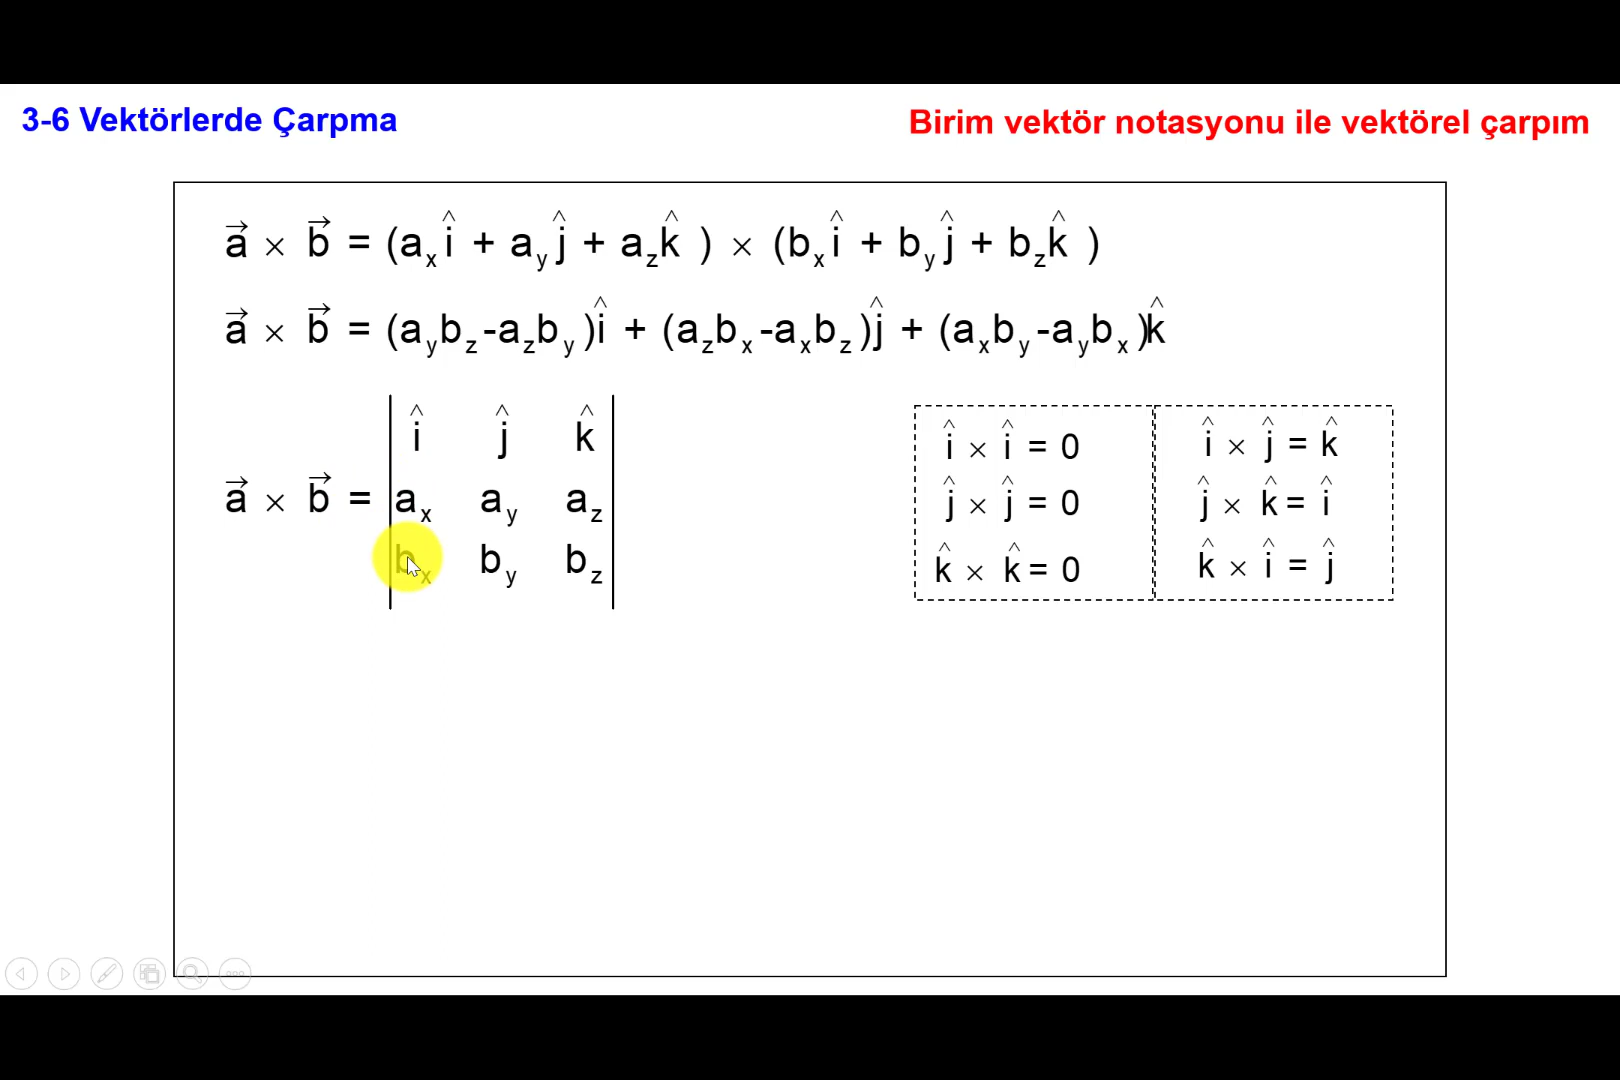 3-6 Vektörlerde Çarpma
Birim vektör notasyonu ile vektörel çarpım
a⃗ × b⃗ = (aₓî + a_yĵ + a_zk̂ ) × (bₓî + b_yĵ + b_zk̂ )
a⃗ × b⃗ = (a_yb_z-a_zb_y)î + (a_zbₓ-aₓb_z)ĵ + (aₓb_y-a_ybₓ)k̂
î ĵ k̂
a⃗ × b⃗ = aₓ a_y a_z
bₓ b_y b_z
î × î = 0
ĵ × ĵ = 0
k̂ × k̂ = 0
î × ĵ = k̂
ĵ × k̂ = î
k̂ × î = ĵ